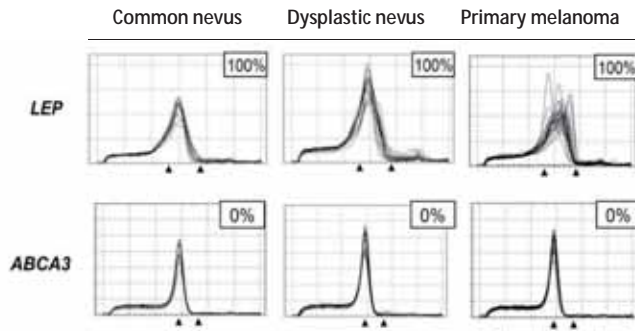 Common nevus Dysplastic nevus Primary melanoma
LEP 100% 100% 100%
ABCA3 0% 0% 0%